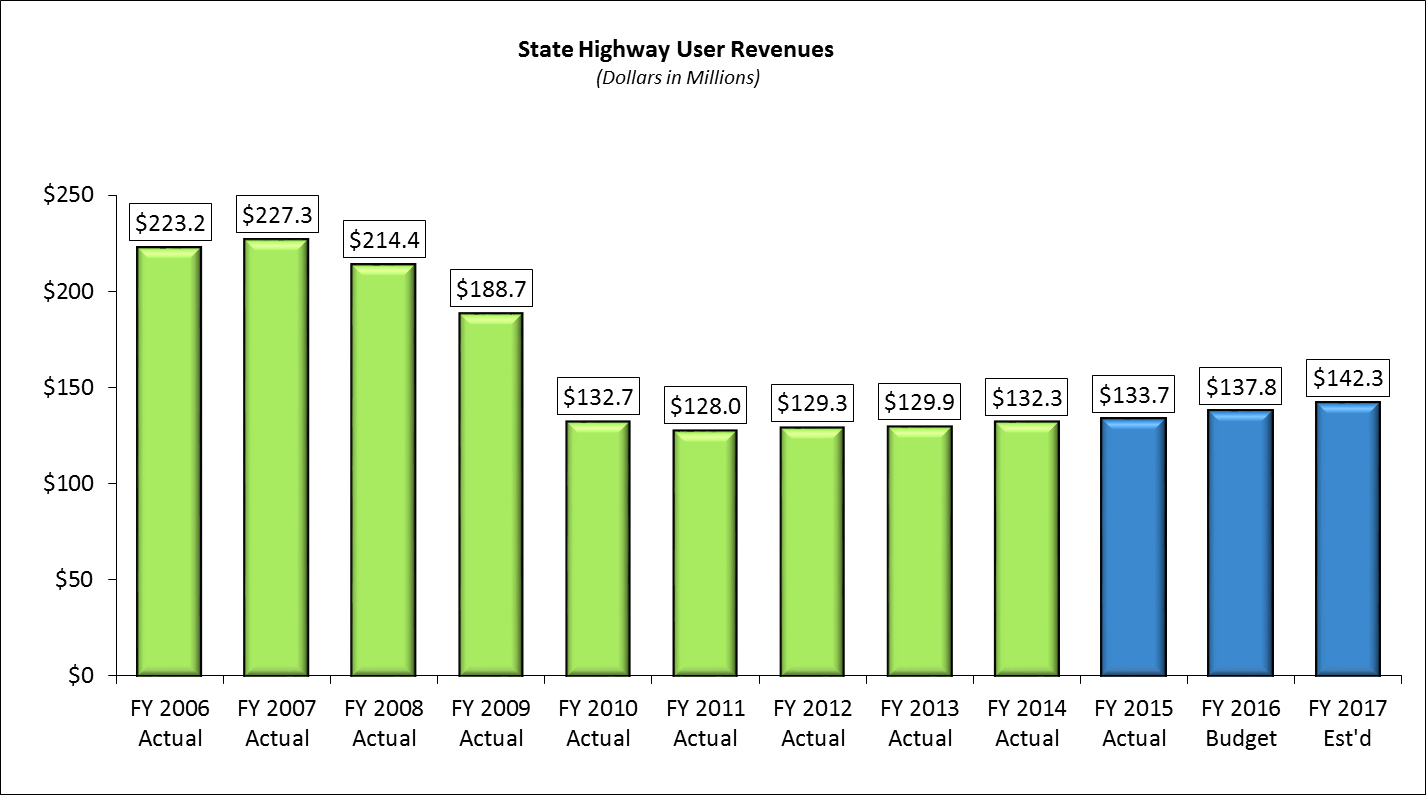 State Highway User Revenues
(Dollars in Millions)
$250
$200
$150
$100
$50
$0
$223.2
$227.3
$214.4
$188.7
$132.7
$128.0
$129.3
$129.9
$132.3
$133.7
$137.8
$142.3
FY 2006
Actual
FY 2007
Actual
FY 2008
Actual
FY 2009
Actual
FY 2010
Actual
FY 2011
Actual
FY 2012
Actual
FY 2013
Actual
FY 2014
Actual
FY 2015
Actual
FY 2016
Budget
FY 2017
Est'd